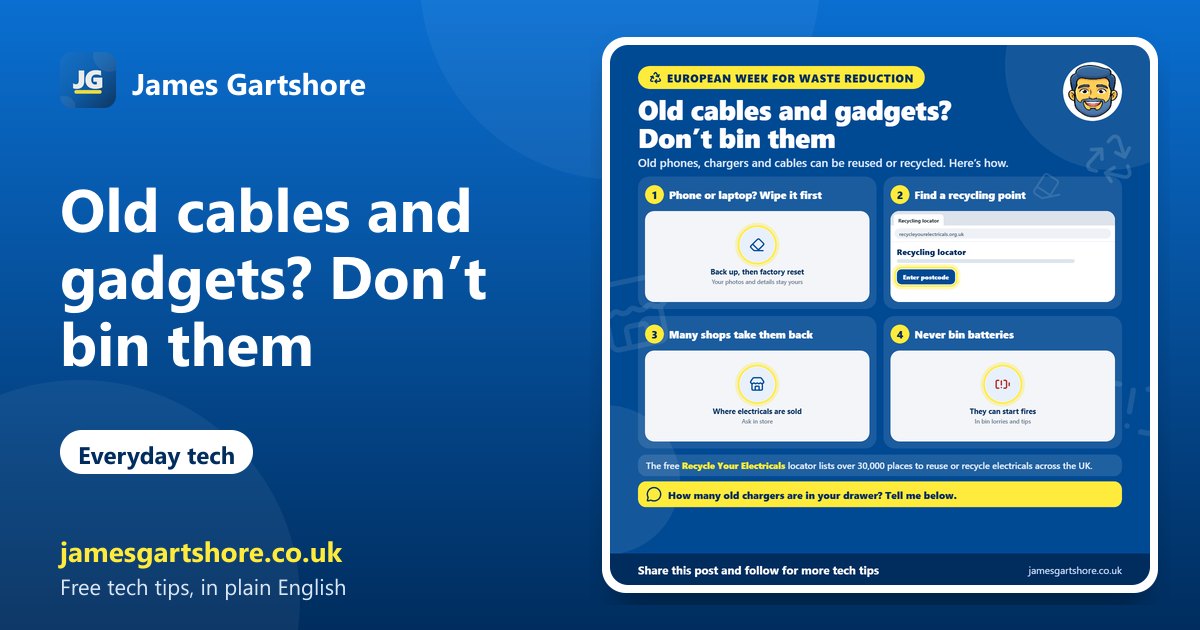 JG
James Gartshore
Old cables and
gadgets? Don’t
bin them
Everyday tech
jamesgartshore.co.uk
Free tech tips, in plain English
EUROPEAN WEEK FOR WASTE REDUCTION
Old cables and gadgets?
Don’t bin them
Old phones, chargers and cables can be reused or recycled. Here’s how.
1 Phone or laptop? Wipe it first
Back up, then factory reset
Your photos and details stay yours
2 Find a recycling point
Recycling locator
recycleyourelectricals.org.uk
Recycling locator
Enter postcode
3 Many shops take them back
Where electricals are sold
Ask in store
4 Never bin batteries
They can start fires
In bin lorries and tips
The free Recycle Your Electricals locator lists over 30,000 places to reuse or recycle electricals across the UK.
How many old chargers are in your drawer? Tell me below.
Share this post and follow for more tech tips
jamesgartshore.co.uk